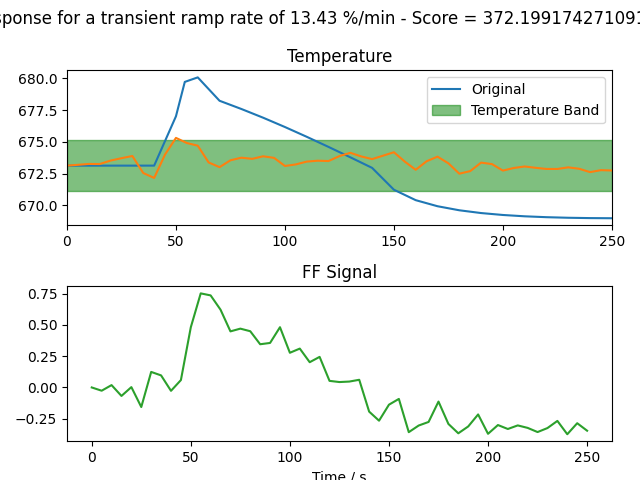 sponse for a transient ramp rate of 13.43 %/min - Score = 372.199174271091
Temperature
680.0
677.5
675.0
672.5
670.0
Original
Temperature Band
0 50 100 150 200 250
FF Signal
0.75
0.50
0.25
0.00
−0.25
0 50 100 150 200 250
Time / s